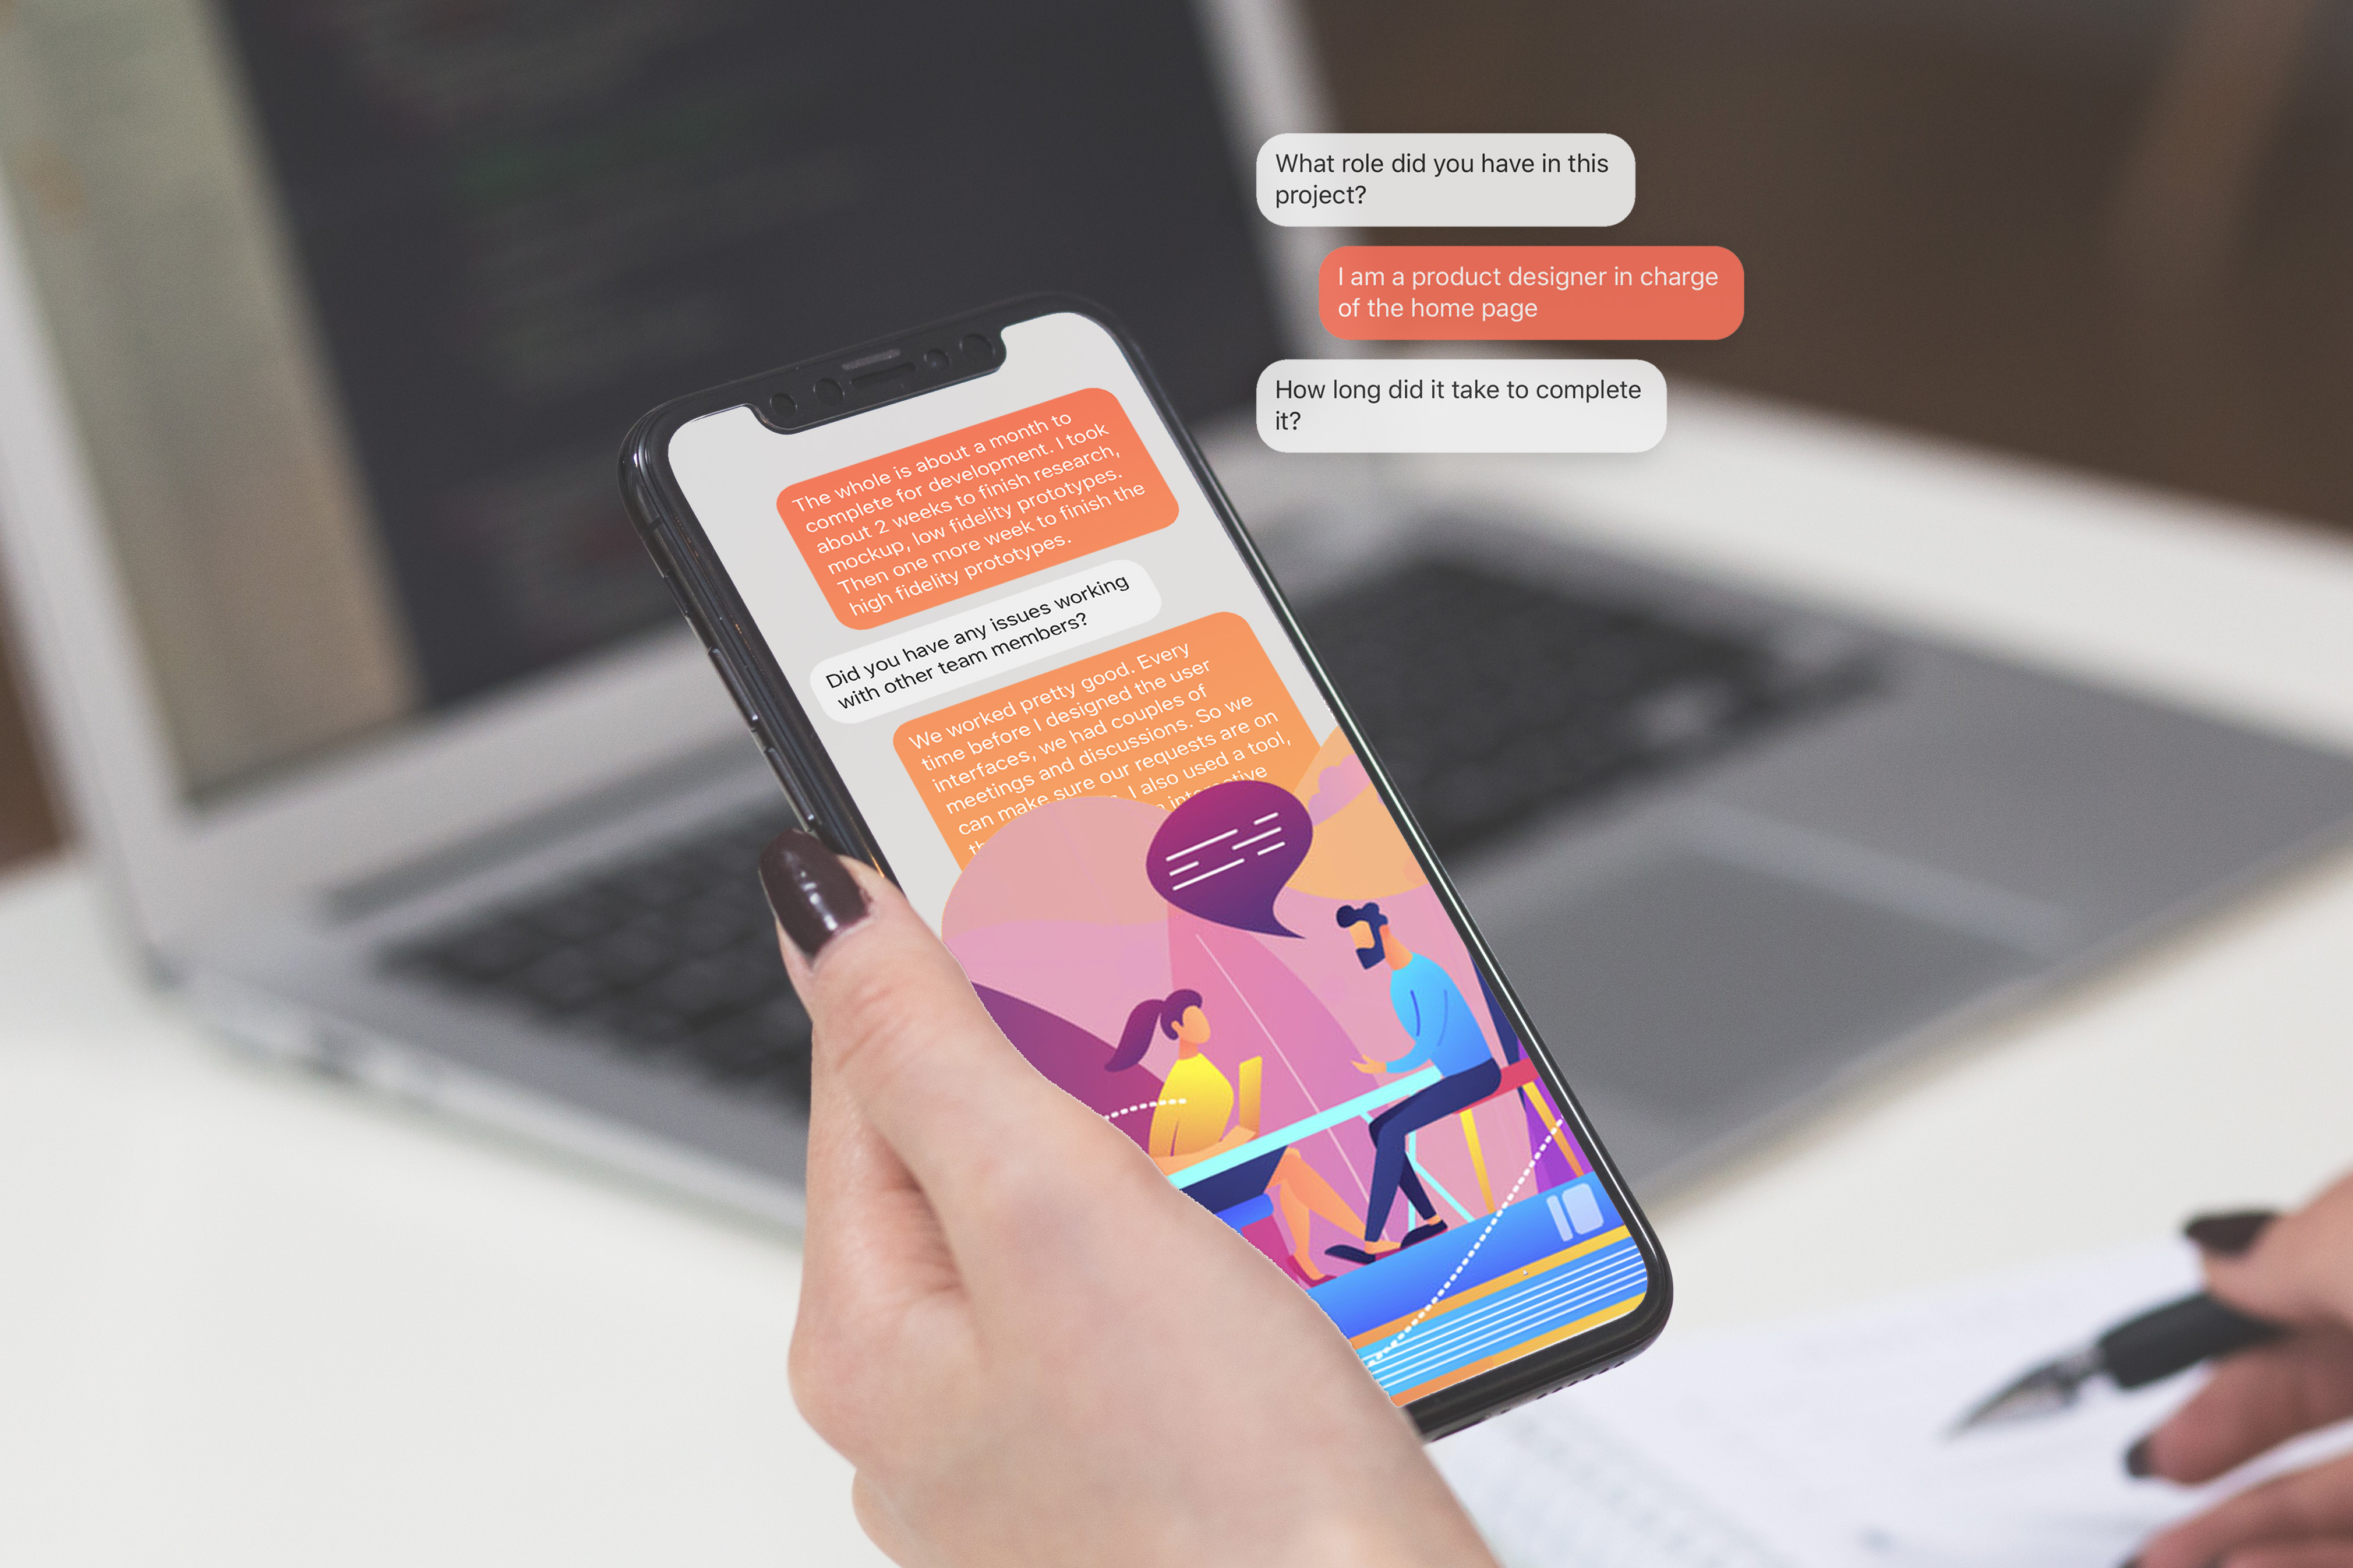 What role did you have in this
project?
I am a product designer in charge
of the home page
How long did it take to complete
it?
The whole is about a month to
complete for development. I took
about 2 weeks to finish research,
mockup, low fidelity prototypes.
Then one more week to finish the
high fidelity prototypes.
Did you have any issues working
with other team members?
We worked pretty good. Every
time before I designed the user
interfaces, we had couples of
meetings and discussions. So we
can make sure our requests are on
I also used a tool,